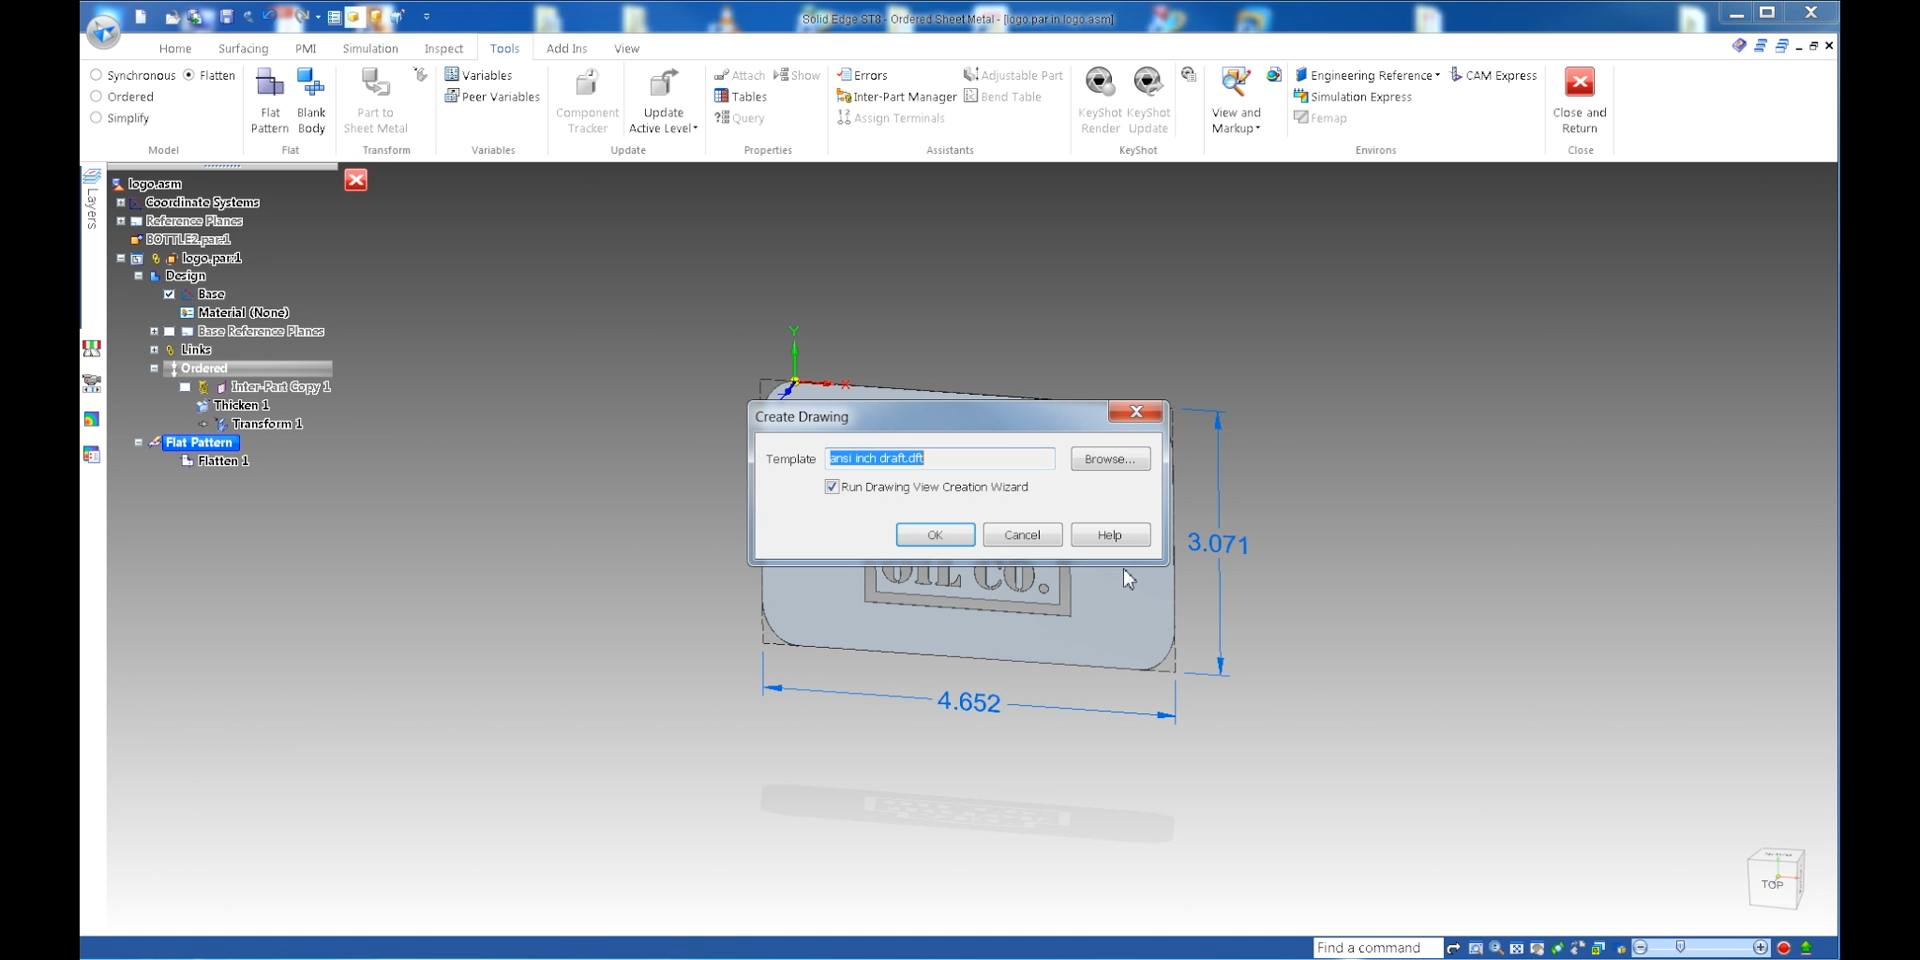 Solid Edge ST8 - Ordered Sheet Metal - [logo.par in logo.asm]
Home Surfacing PMI Simulation Inspect Tools Add Ins View
Synchronous Flatten
Ordered
Simplify
Model
Flat Pattern
Blank Body
Flat
Part to Sheet Metal
Transform
Variables
Peer Variables
Variables
Component Tracker
Update Active Level
Update
Attach Show
Tables
Query
Properties
Errors
Inter-Part Manager
Assign Terminals
Adjustable Part
Bend Table
Assistants
KeyShot Render
KeyShot Update
KeyShot
View and Markup
Engineering Reference
Simulation Express
Femap
CAM Express
Environs
Close and Return
Close
Layers
logo.asm
Coordinate Systems
Reference Planes
BOTTLE2.par:1
logo.par:1
Design
Base
Material (None)
Base Reference Planes
Links
Ordered
Inter-Part Copy 1
Thicken 1
Transform 1
Flat Pattern
Flatten 1
Y
X
Create Drawing
Template ansi inch draft.dft Browse...
Run Drawing View Creation Wizard
OK Cancel Help
OIL CO.
3.071
4.652
TOP
Find a command